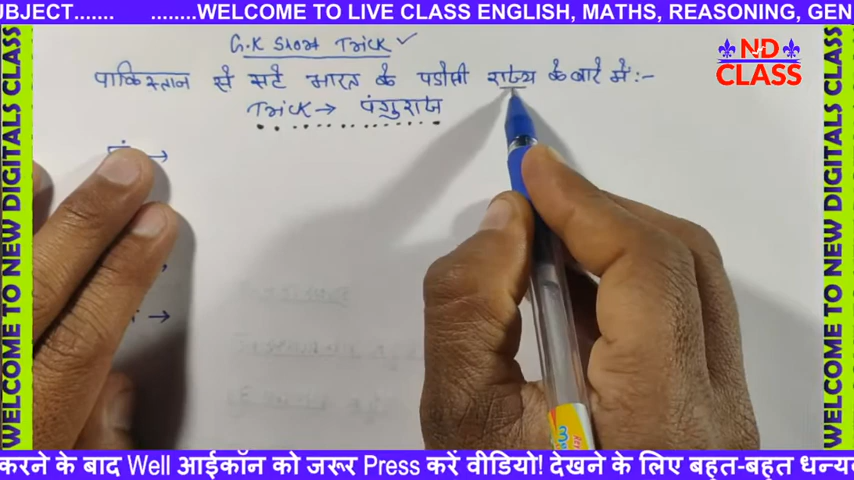 UBJECT....... ........WELCOME TO LIVE CLASS ENGLISH, MATHS, REASONING, GEN
G.K Short Trick ✓
पाकिस्तान से सटे भारत के पडोसी राज्य के बारे में :-
Trick → पंगुराज
ND
CLASS
पं →
→
WELCOME TO NEW DIGITALS CLASS
WELCOME TO NEW DIGITALS CLASS
करने के बाद Well आईकॉन को जरूर Press करें वीडियो! देखने के लिए बहुत-बहुत धन्यव